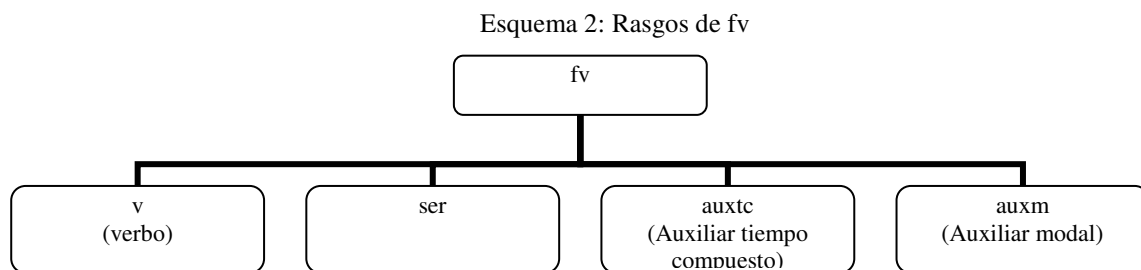 Esquema 2: Rasgos de fv
fv
v
(verbo)
ser
auxtc
(Auxiliar tiempo
compuesto)
auxm
(Auxiliar modal)